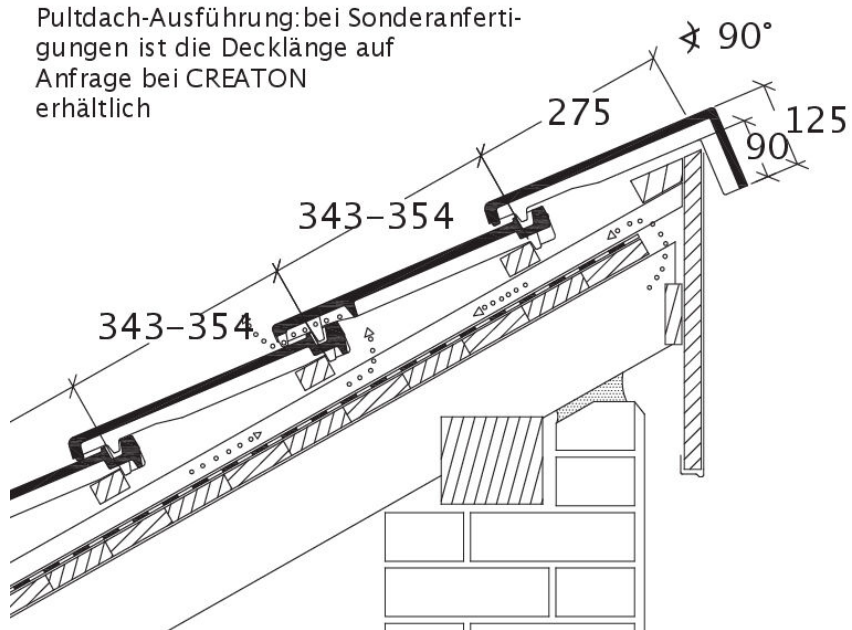 Pultdach-Ausführung:bei Sonderanferti-
gungen ist die Decklänge auf
Anfrage bei CREATON
erhältlich
∢ 90°
275
125
90
343–354
343–354